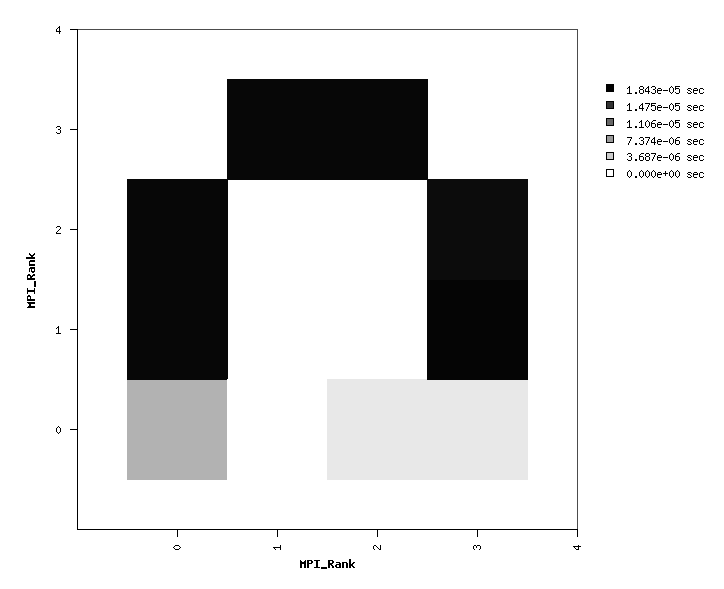 4
3
2
1
0
MPI_Rank
0
1
2
3
4
MPI_Rank
1.843e-05 sec
1.475e-05 sec
1.106e-05 sec
7.374e-06 sec
3.687e-06 sec
0.000e+00 sec